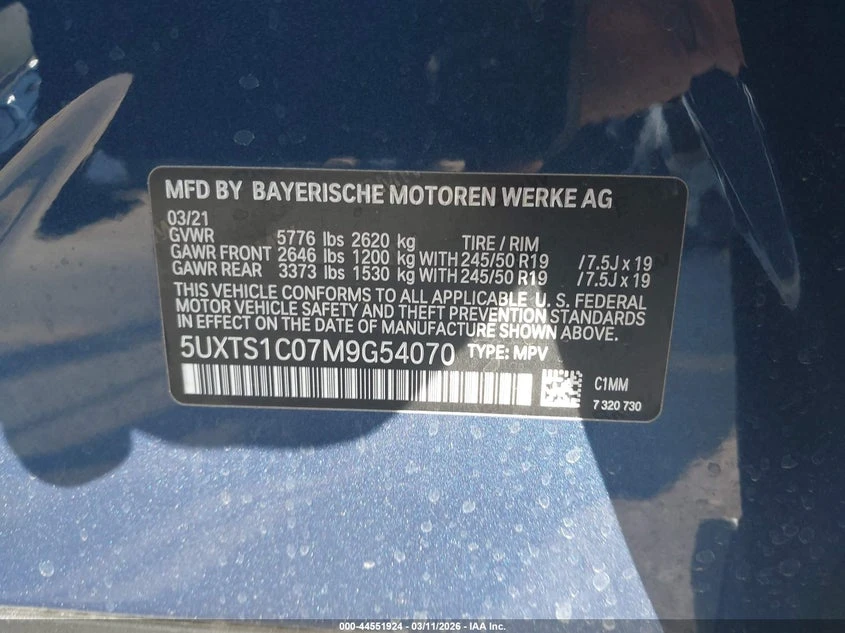 MFD BY BAYERISCHE MOTOREN WERKE AG
03/21
GVWR 5776 lbs 2620 kg TIRE / RIM
GAWR FRONT 2646 lbs 1200 kg WITH 245/50 R19 / 7.5J x 19
GAWR REAR 3373 lbs 1530 kg WITH 245/50 R19 / 7.5J x 19
THIS VEHICLE CONFORMS TO ALL APPLICABLE U. S. FEDERAL
MOTOR VEHICLE SAFETY AND THEFT PREVENTION STANDARDS
IN EFFECT ON THE DATE OF MANUFACTURE SHOWN ABOVE.
5UXTS1C07M9G54070 TYPE: MPV
C1MM
7 320 730
000-44551924 - 03/11/2026 - IAA Inc.